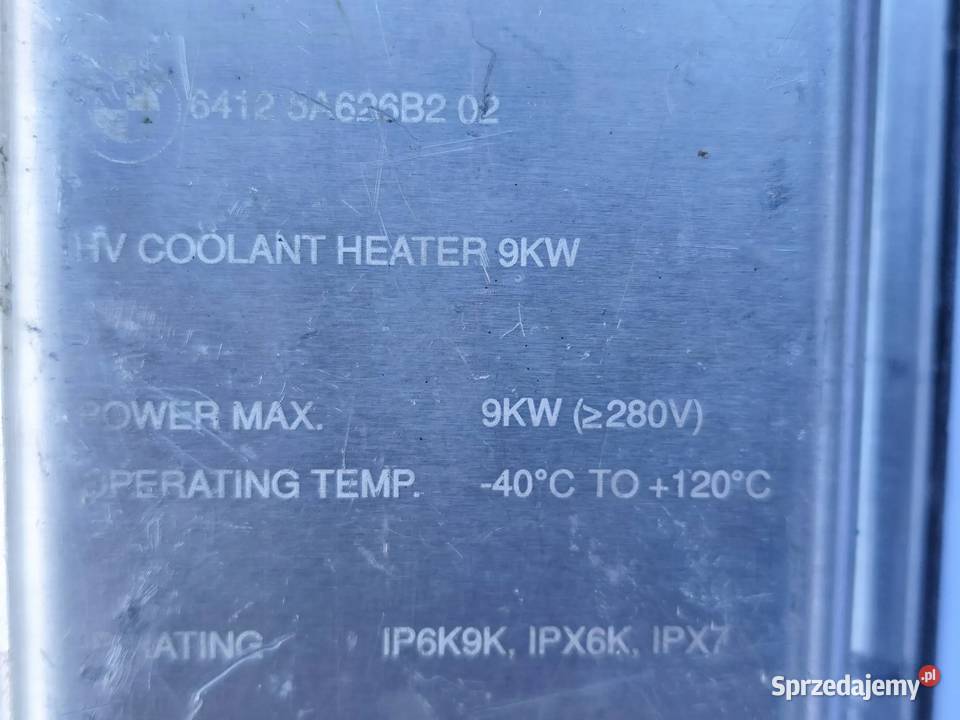 6412 5A626B2 02
HV COOLANT HEATER 9KW
POWER MAX. 9KW (≥280V)
OPERATING TEMP. -40°C TO +120°C
IP6K9K, IPX6K, IPX7
Sprzedajemy.pl